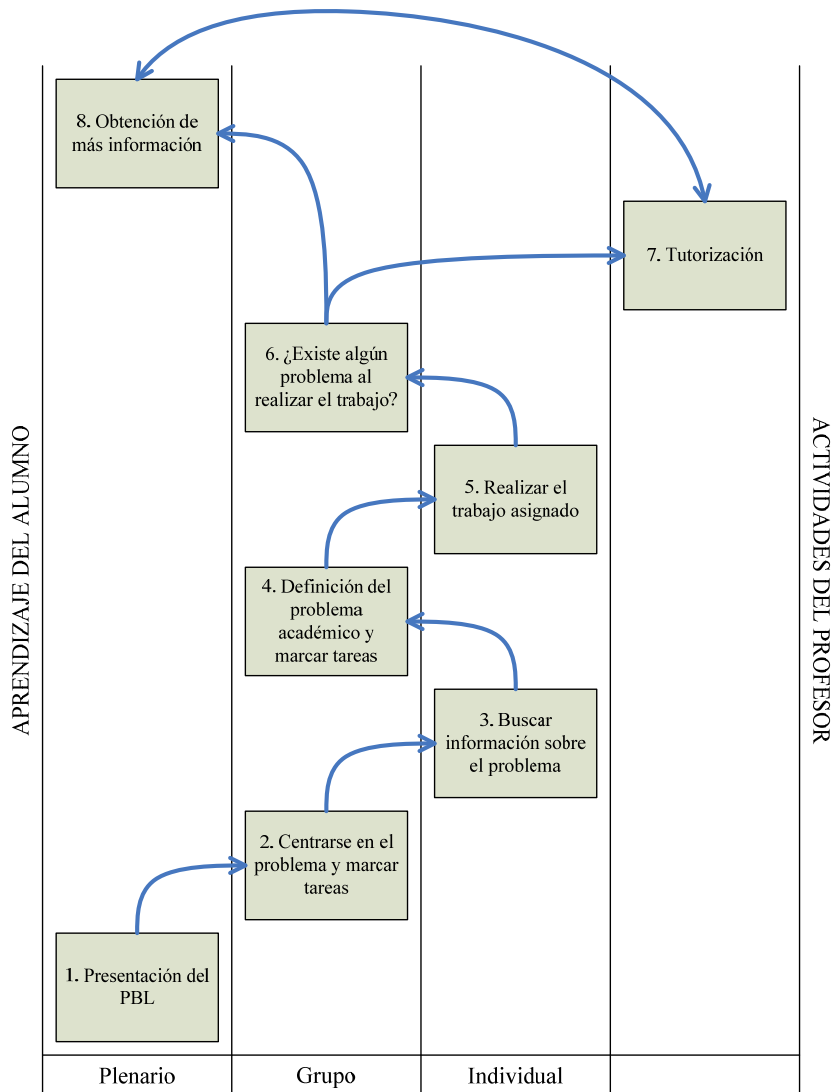 8. Obtención de
más información
7. Tutorización
6. ¿Existe algún
problema al
realizar el trabajo?
5. Realizar el
trabajo asignado
4. Definición del
problema
académico y
marcar tareas
3. Buscar
información sobre
el problema
2. Centrarse en el
problema y marcar
tareas
1. Presentación del
PBL
APRENDIZAJE DEL ALUMNO
ACTIVIDADES DEL PROFESOR
Plenario
Grupo
Individual